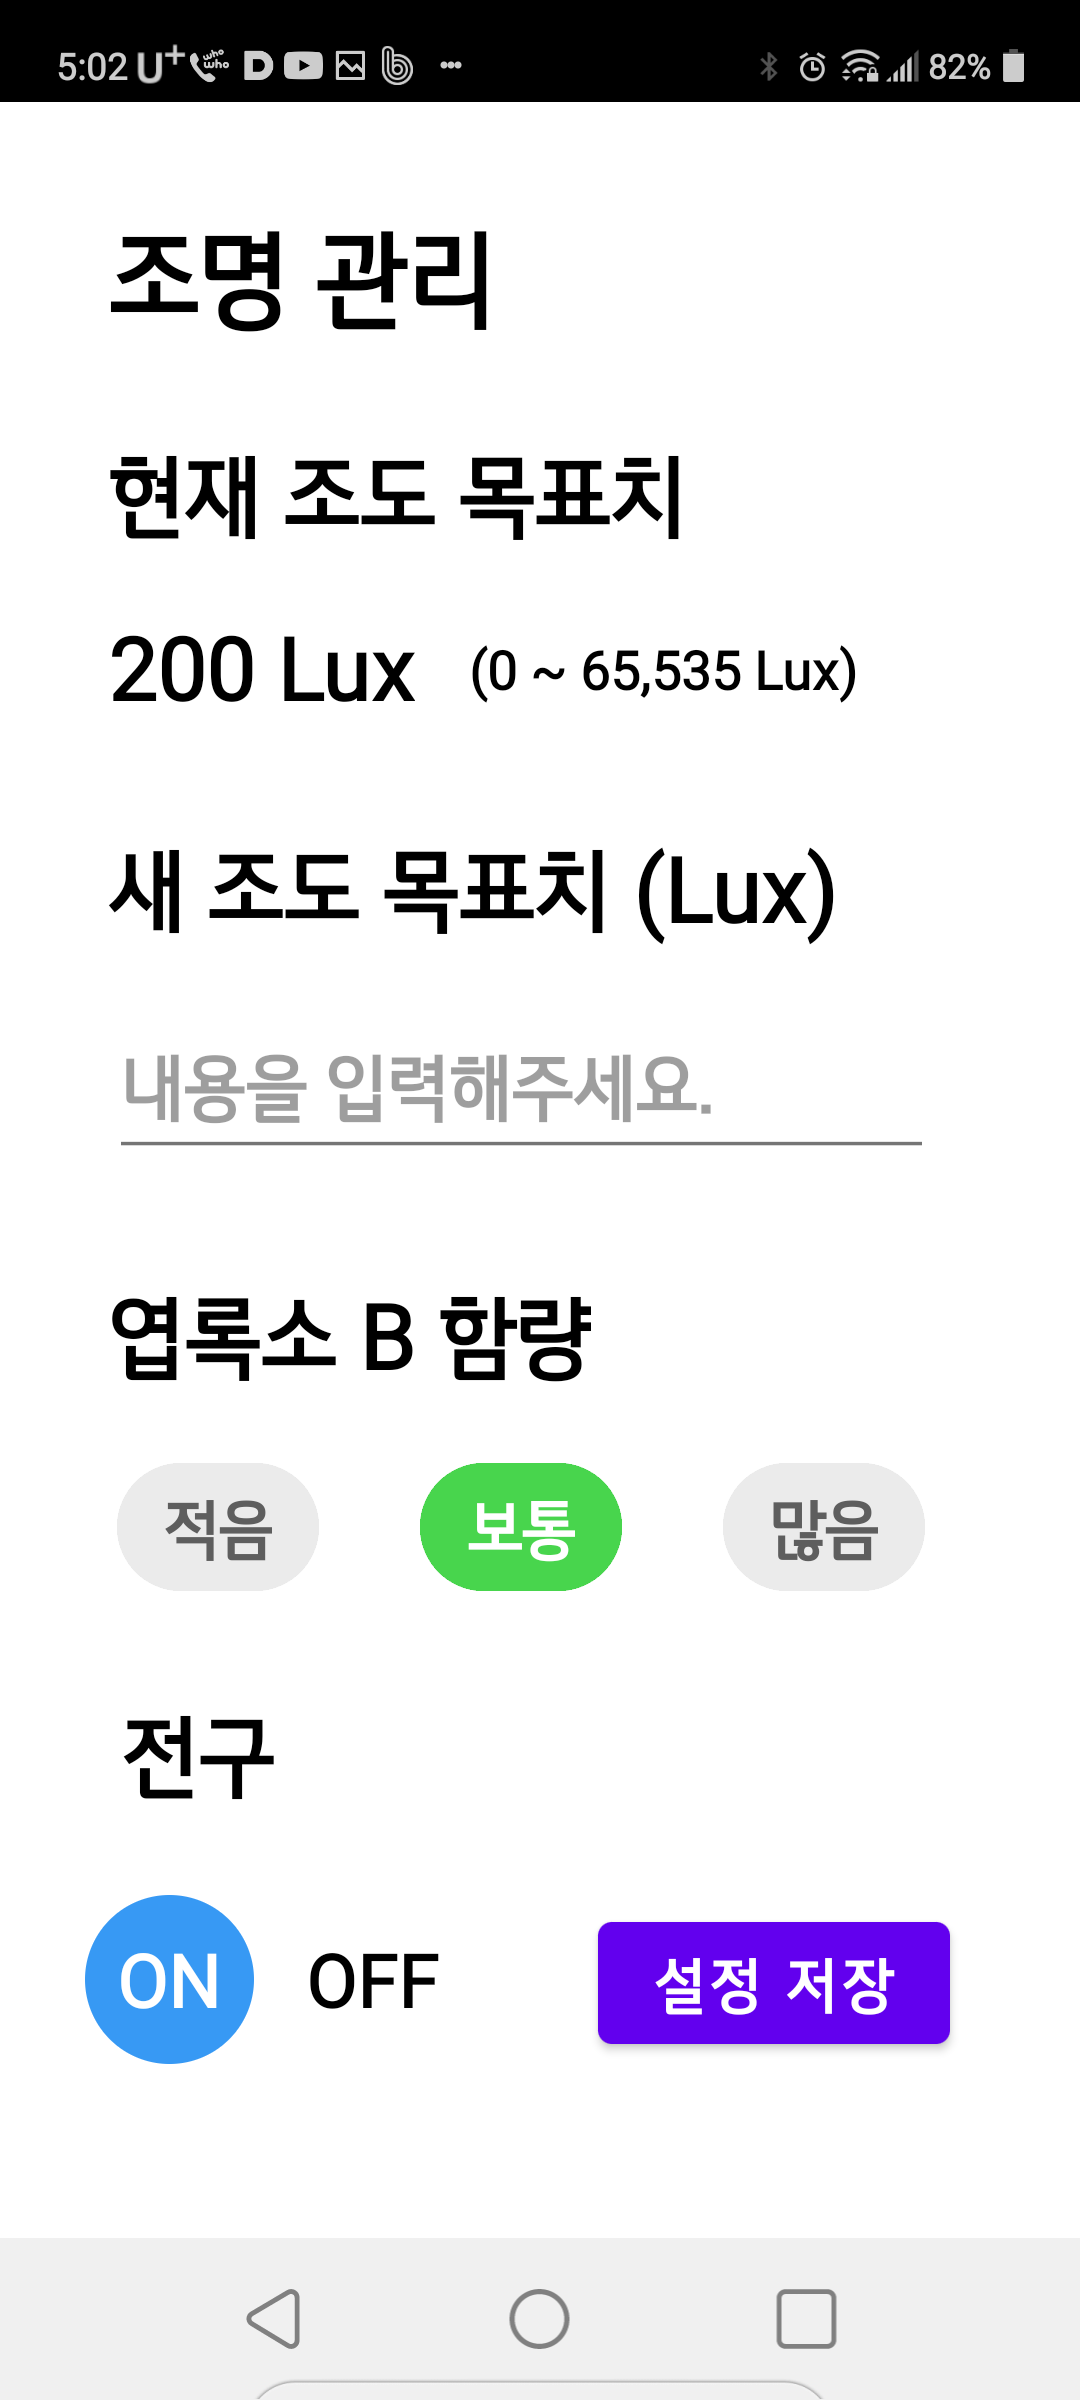 5:02 U+ who who D 82%
조명 관리
현재 조도 목표치
200 Lux (0 ~ 65,535 Lux)
새 조도 목표치 (Lux)
내용을 입력해주세요.
엽록소 B 함량
적음 보통 많음
전구
ON OFF 설정 저장